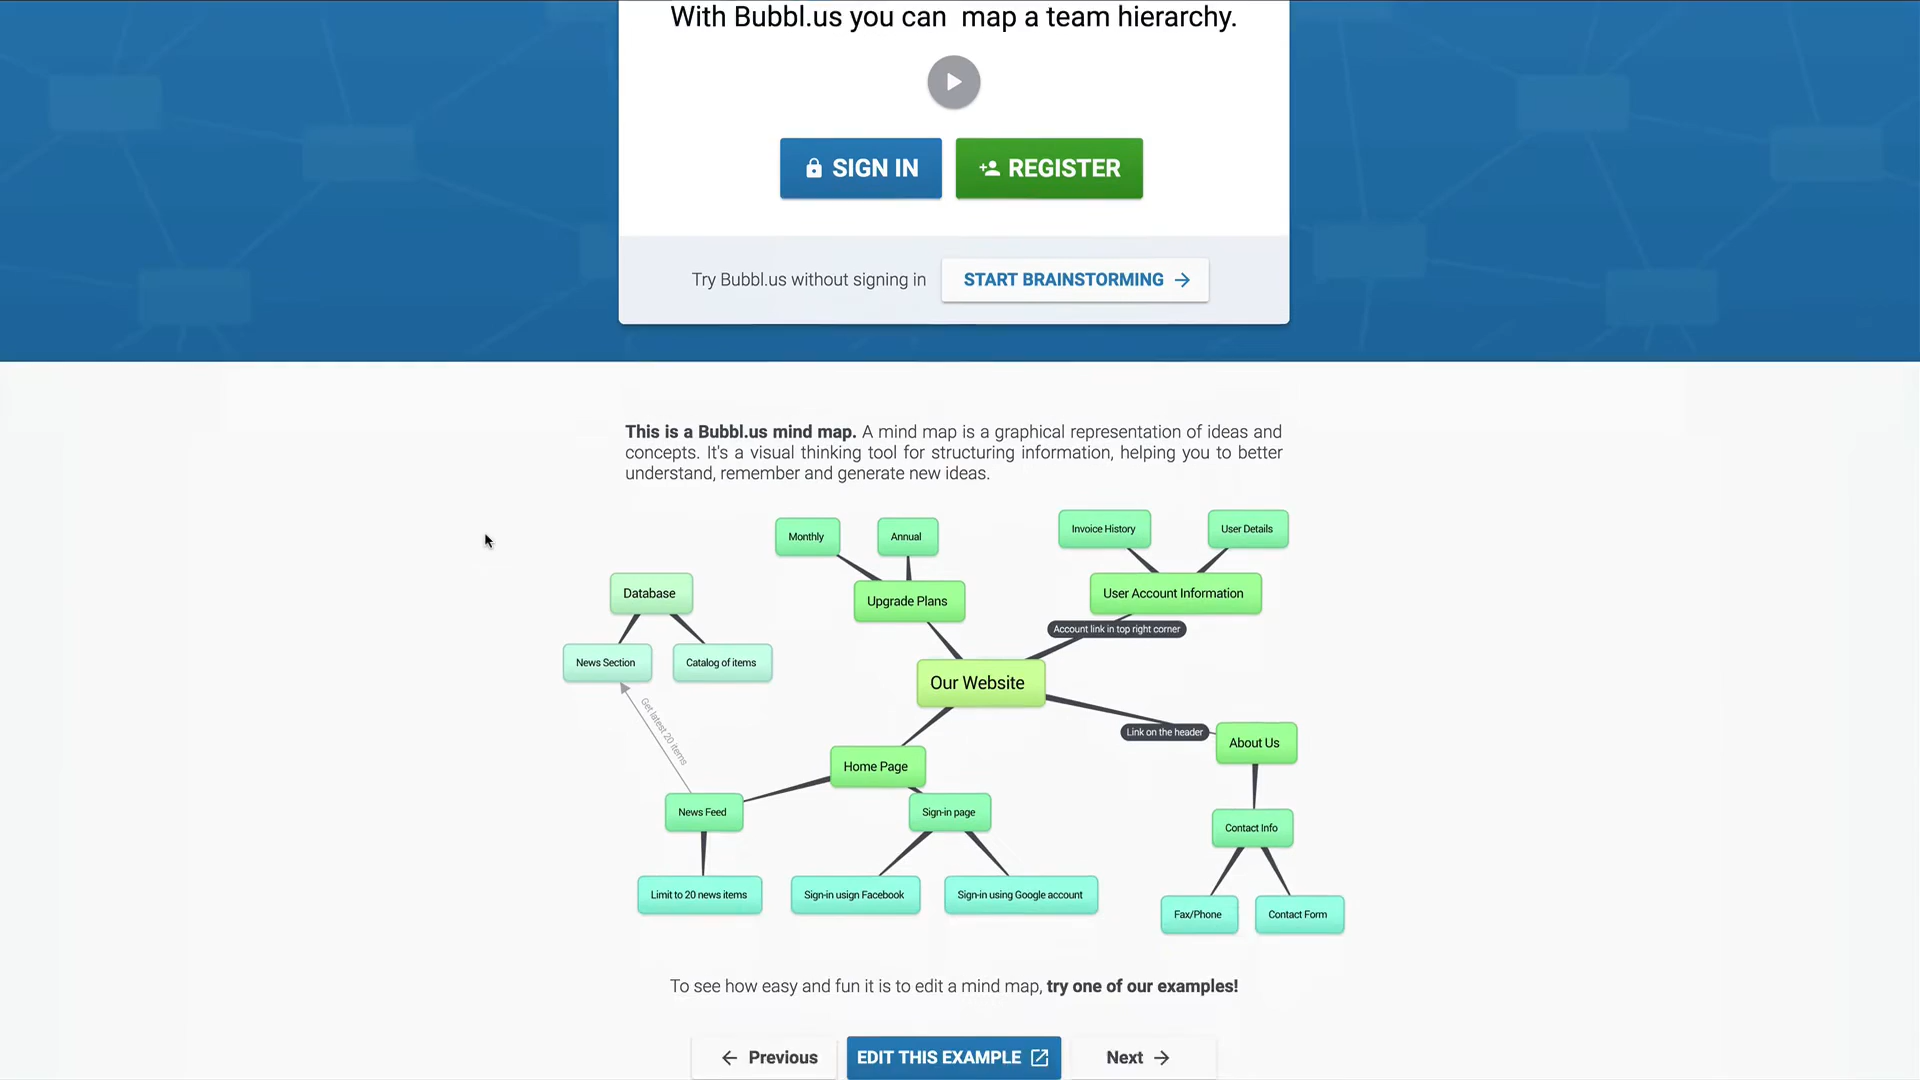 With Bubbl.us you can map a team hierarchy.
SIGN IN
REGISTER
Try Bubbl.us without signing in
START BRAINSTORMING
This is a Bubbl.us mind map. A mind map is a graphical representation of ideas and
concepts. It's a visual thinking tool for structuring information, helping you to better
understand, remember and generate new ideas.
Invoice History
User Details
Monthly
Annual
Database
Upgrade Plans
User Account Information
Account link in top right corner
News Section
Catalog of items
Our Website
Get latest 20 items
Link on the header
About Us
Home Page
News Feed
Sign-in page
Contact Info
Limit to 20 news items
Sign-in usign Facebook
Sign-in using Google account
Fax/Phone
Contact Form
To see how easy and fun it is to edit a mind map, try one of our examples!
Previous
EDIT THIS EXAMPLE
Next